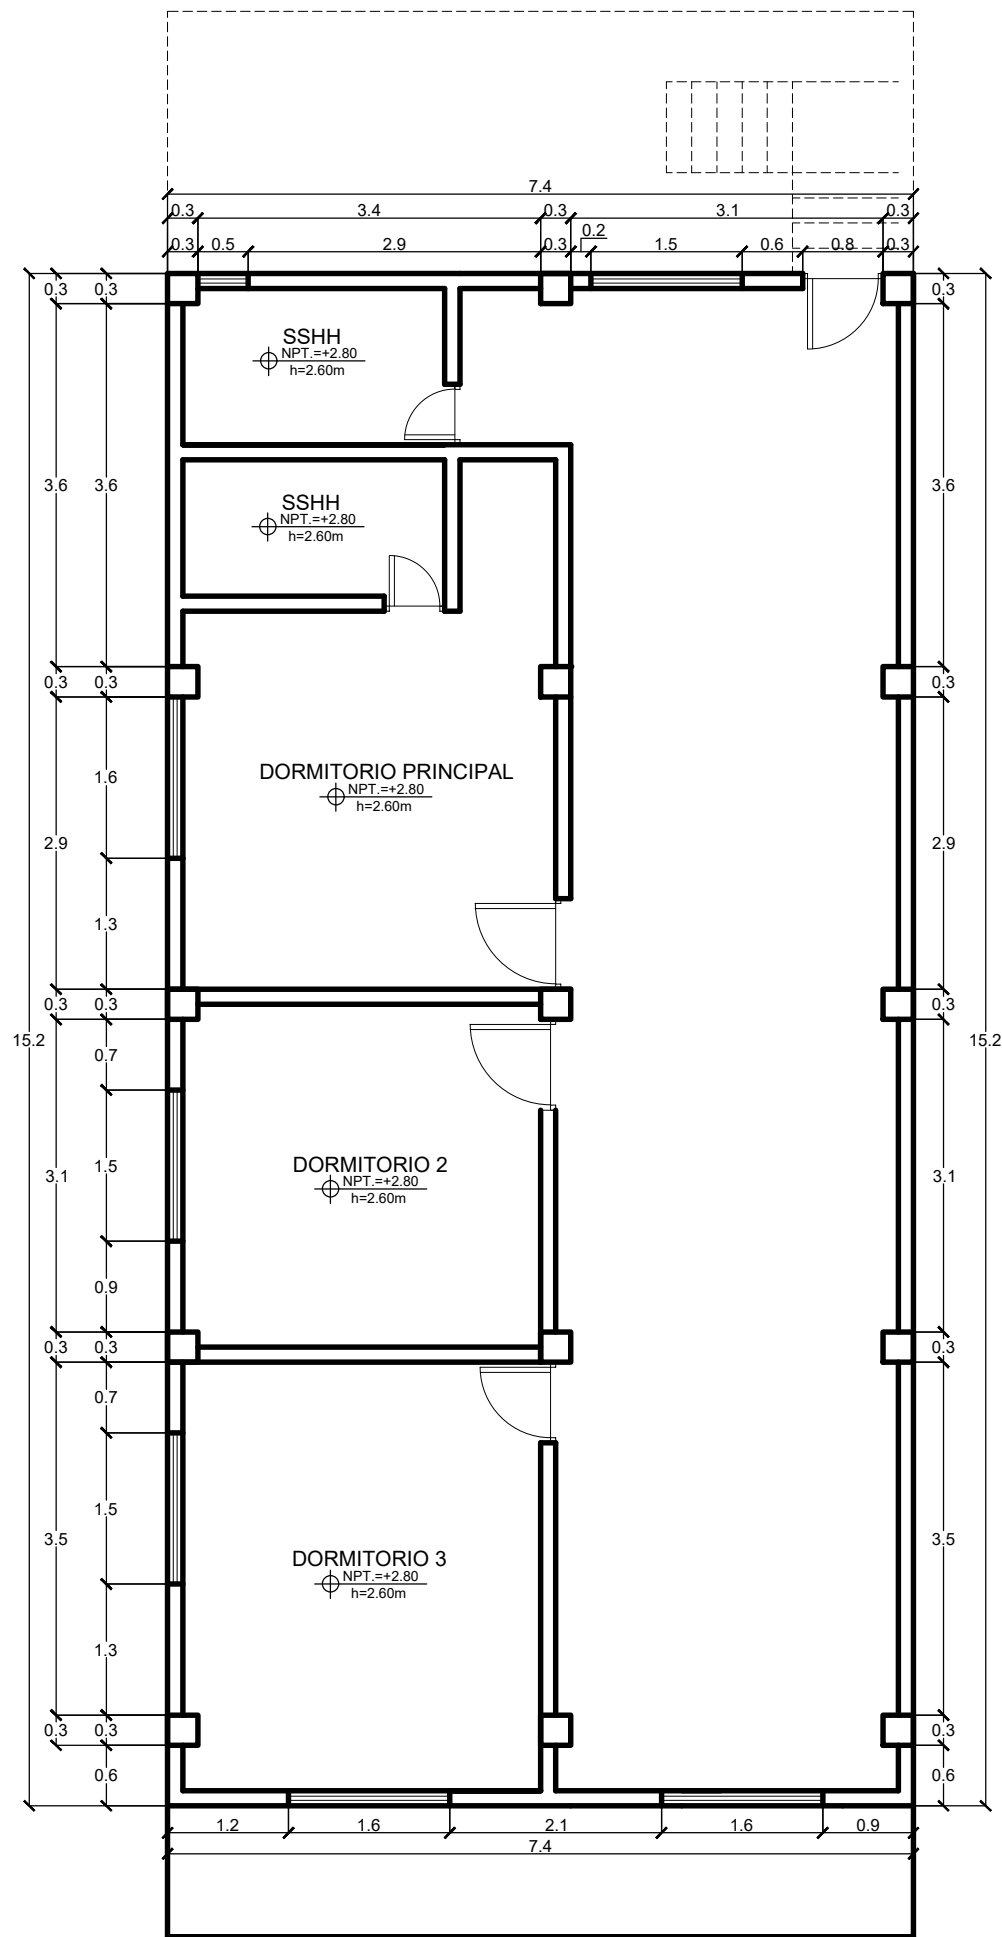 7.4
0.3 3.4 0.3 3.1 0.3
0.3 0.5 2.9 0.3 0.2 1.5 0.6 0.8 0.3
0.3 0.3 0.3
SSHH
NPT.=+2.80
h=2.60m
3.6 3.6 3.6
SSHH
NPT.=+2.80
h=2.60m
0.3 0.3 0.3
DORMITORIO PRINCIPAL
NPT.=+2.80
h=2.60m
1.6
2.9 2.9
1.3
0.3 0.3 0.3
15.2 15.2
0.7
DORMITORIO 2
NPT.=+2.80
h=2.60m
1.5
3.1 3.1
0.9
0.3 0.3 0.3
0.7
1.5
3.5 3.5
DORMITORIO 3
NPT.=+2.80
h=2.60m
1.3
0.3 0.3 0.3
0.6 0.6
1.2 1.6 2.1 1.6 0.9
7.4